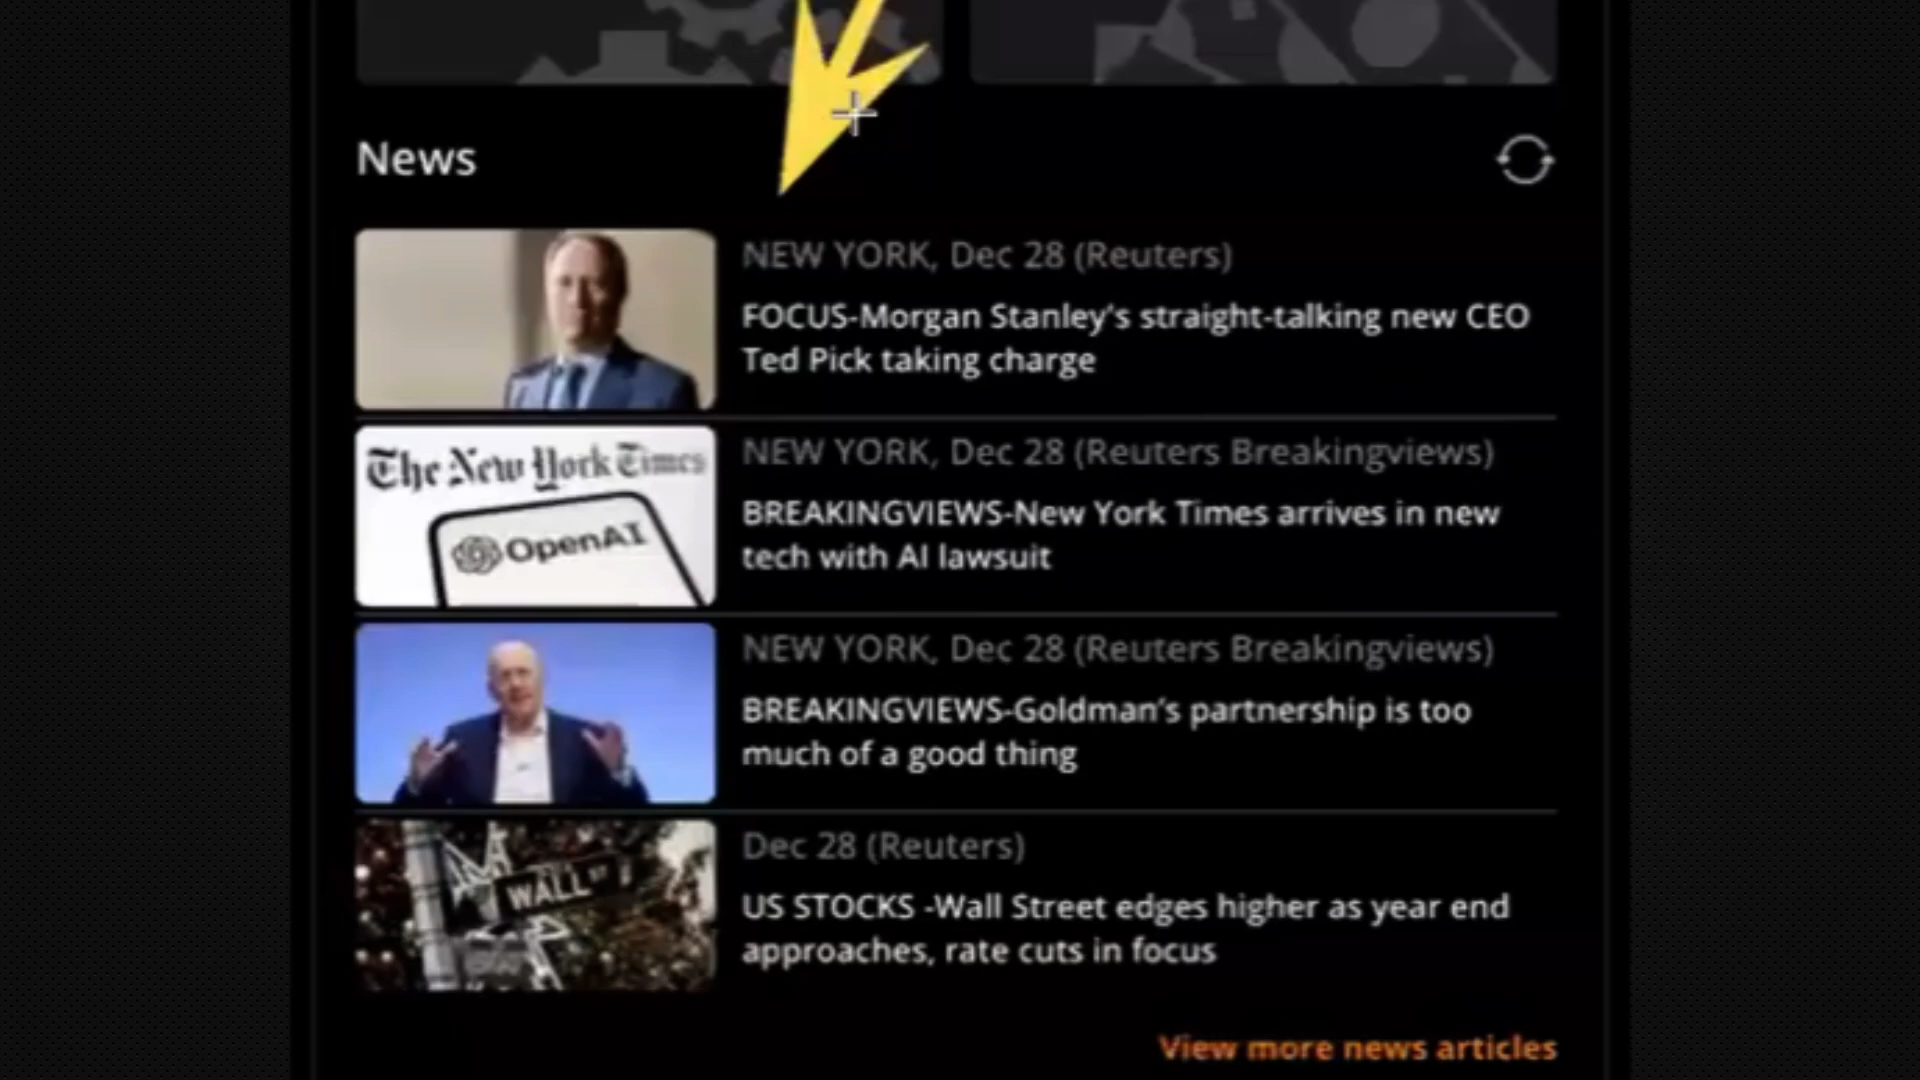 News
NEW YORK, Dec 28 (Reuters)
FOCUS-Morgan Stanley's straight-talking new CEO
Ted Pick taking charge
The New York Times
OpenAI
NEW YORK, Dec 28 (Reuters Breakingviews)
BREAKINGVIEWS-New York Times arrives in new
tech with AI lawsuit
NEW YORK, Dec 28 (Reuters Breakingviews)
BREAKINGVIEWS-Goldman's partnership is too
much of a good thing
WALL ST
Dec 28 (Reuters)
US STOCKS -Wall Street edges higher as year end
approaches, rate cuts in focus
View more news articles